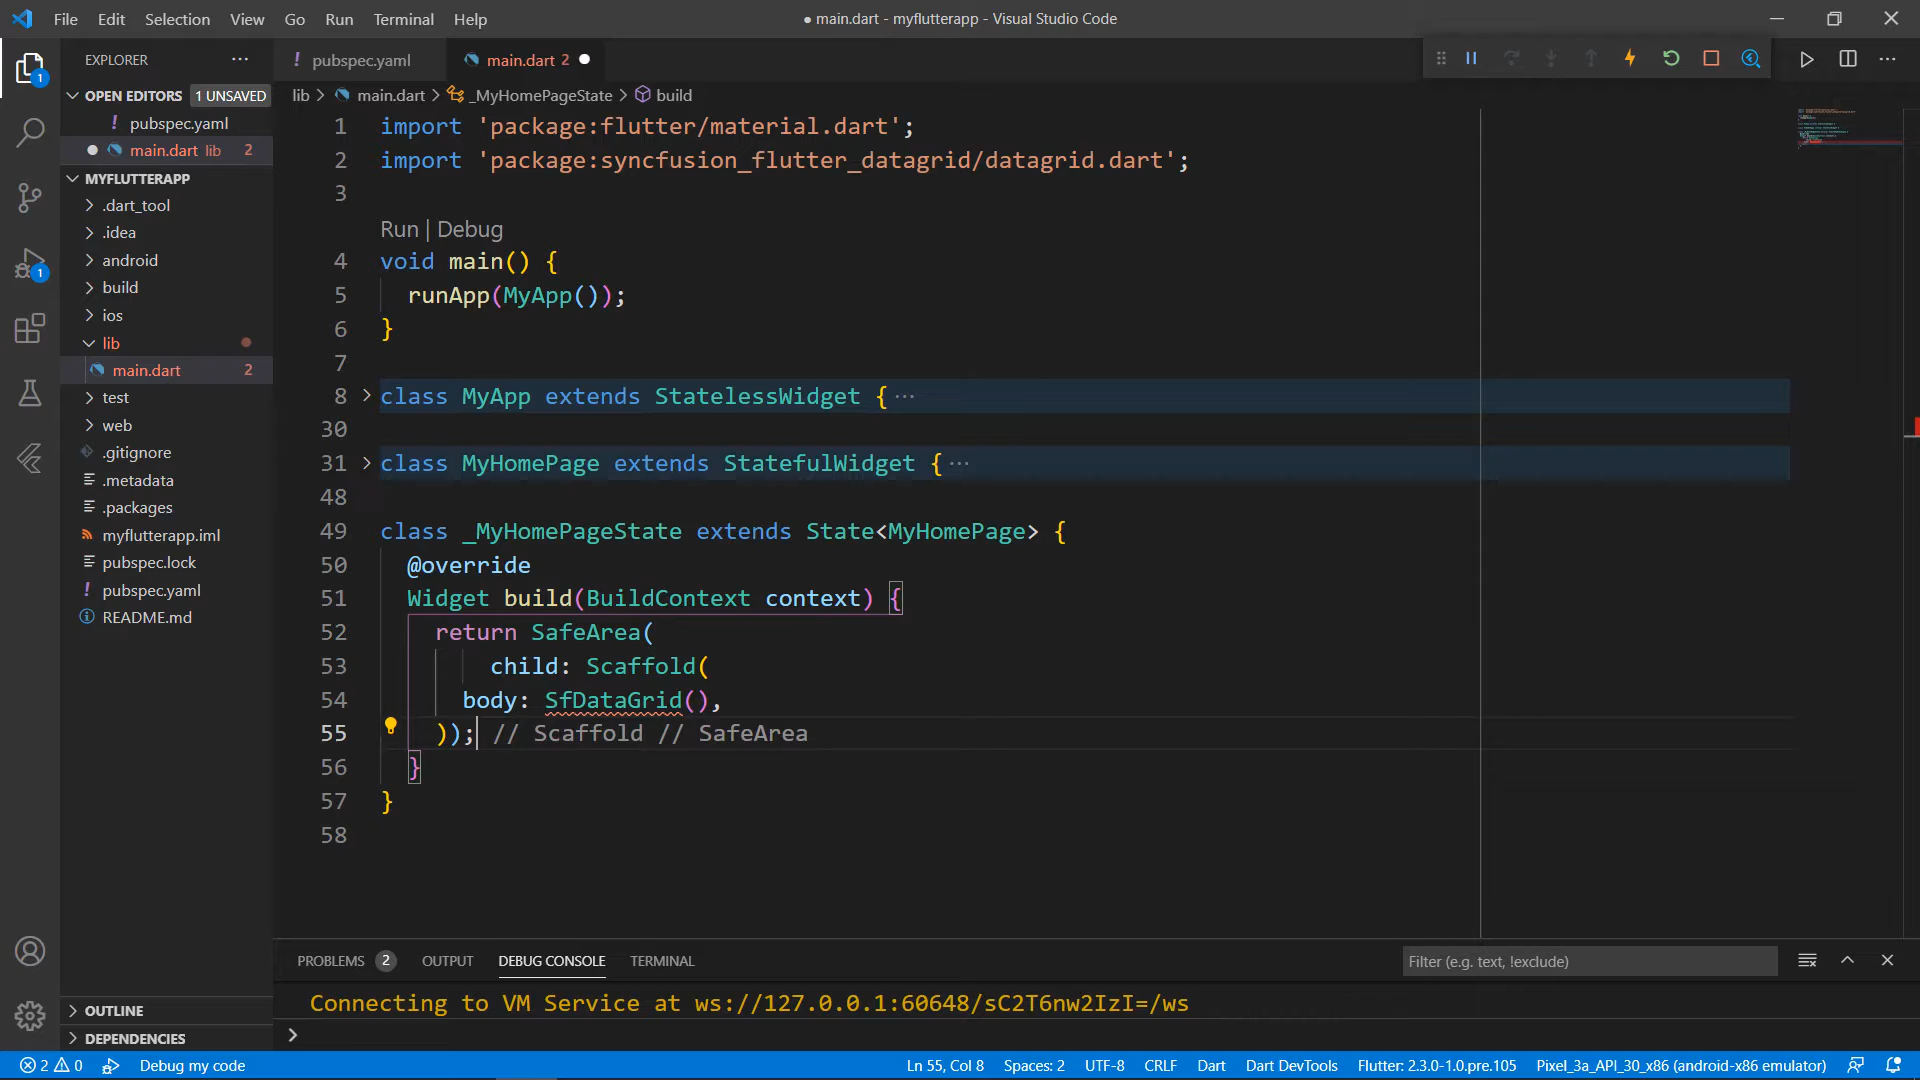 File Edit Selection View Go Run Terminal Help
● main.dart - myflutterapp - Visual Studio Code
EXPLORER
! pubspec.yaml
main.dart 2
OPEN EDITORS 1 UNSAVED
! pubspec.yaml
main.dart lib 2
MYFLUTTERAPP
.dart_tool
.idea
android
build
ios
lib
main.dart 2
test
web
.gitignore
.metadata
.packages
myflutterapp.iml
pubspec.lock
! pubspec.yaml
README.md
OUTLINE
DEPENDENCIES
1
1
lib > main.dart > _MyHomePageState > build
1 import 'package:flutter/material.dart';
2 import 'package:syncfusion_flutter_datagrid/datagrid.dart';
3
Run | Debug
4 void main() {
5 runApp(MyApp());
6 }
7
8 class MyApp extends StatelessWidget { ···
30
31 class MyHomePage extends StatefulWidget { ···
48
49 class _MyHomePageState extends State<MyHomePage> {
50 @override
51 Widget build(BuildContext context) {
52 return SafeArea(
53 child: Scaffold(
54 body: SfDataGrid(),
55 )); // Scaffold // SafeArea
56 }
57 }
58
PROBLEMS 2 OUTPUT DEBUG CONSOLE TERMINAL
Filter (e.g. text, !exclude)
Connecting to VM Service at ws://127.0.0.1:60648/sC2T6nw2IzI=/ws
>
2 0 Debug my code
Ln 55, Col 8 Spaces: 2 UTF-8 CRLF Dart Dart DevTools Flutter: 2.3.0-1.0.pre.105 Pixel_3a_API_30_x86 (android-x86 emulator)